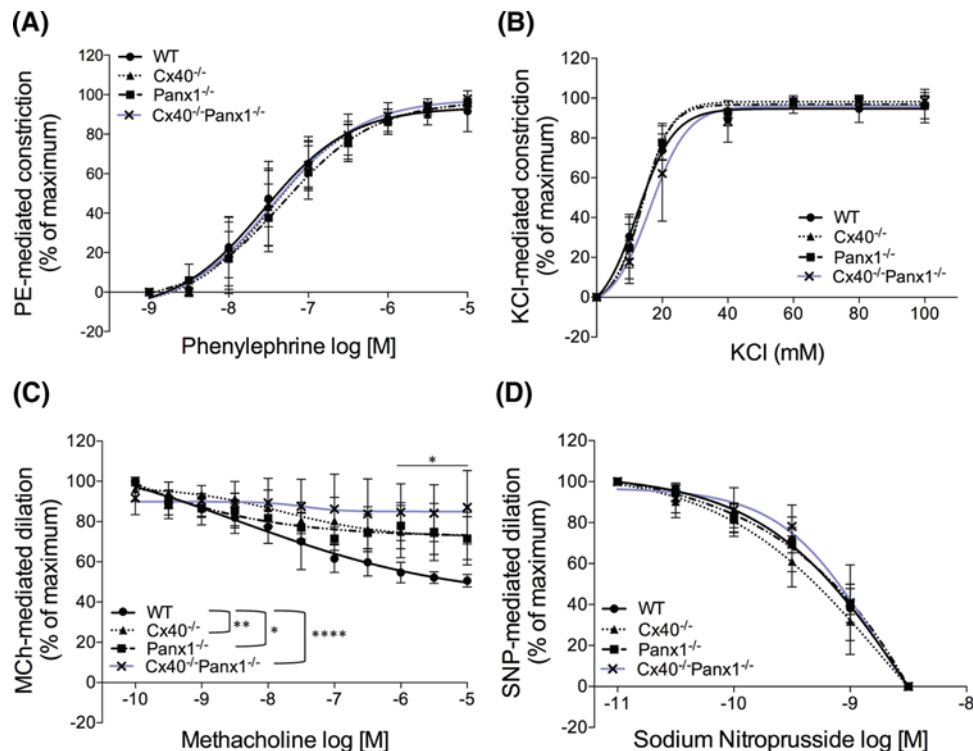 (A)
WT
Cx40-/-
Panx1-/-
Cx40-/-Panx1-/-
PE-mediated constriction
(% of maximum)
120
100
80
60
40
20
0
-20
-9
-8
-7
-6
-5
Phenylephrine log [M]
(B)
KCl-mediated constriction
(% of maximum)
120
100
80
60
40
20
0
-20
20
40
60
80
100
WT
Cx40-/-
Panx1-/-
Cx40-/-Panx1-/-
KCl (mM)
(C)
MCh-mediated dilation
(% of maximum)
120
100
80
60
40
20
0
-20
*
WT
Cx40-/-
Panx1-/-
Cx40-/-Panx1-/-
**
*
****
-10
-9
-8
-7
-6
-5
Methacholine log [M]
(D)
SNP-mediated dilation
(% of maximum)
120
100
80
60
40
20
0
-20
WT
Cx40-/-
Panx1-/-
Cx40-/-Panx1-/-
-11
-10
-9
-8
Sodium Nitroprusside log [M]